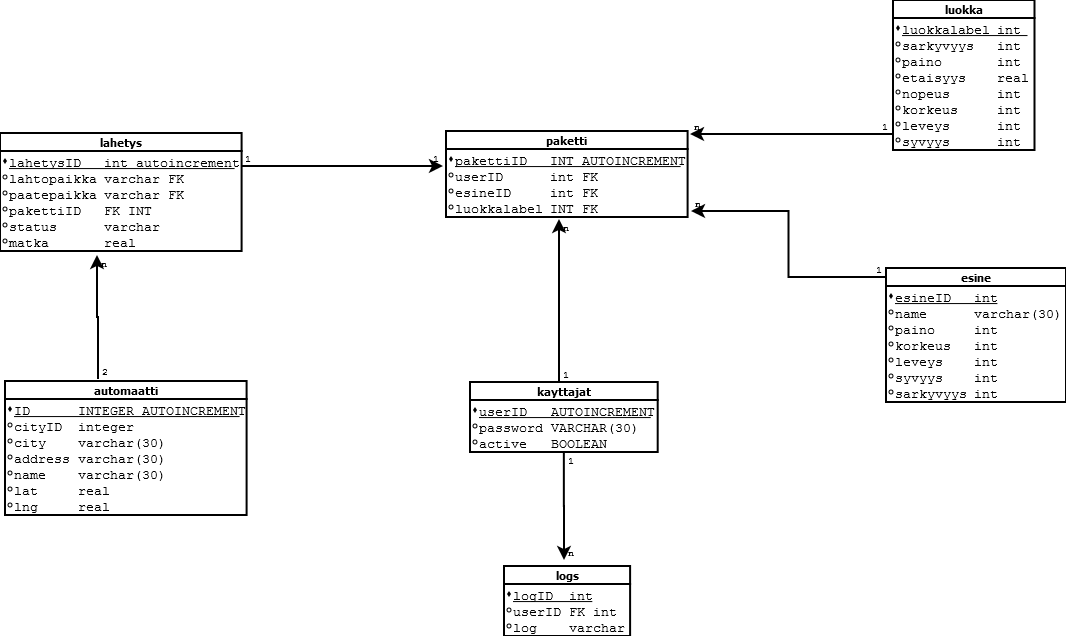 luokka
luokkalabel int
sarkyvyys int
paino int
etaisyys real
nopeus int
korkeus int
leveys int
syvyys int
lahetys
lahetysID int autoincrement
lahtopaikka varchar FK
paatepaikka varchar FK
pakettiID FK INT
status varchar
matka real
1
1
paketti
pakettiID INT AUTOINCREMENT
userID int FK
esineID int FK
luokkalabel INT FK
n
1
n
1
esine
esineID int
name varchar(30)
paino int
korkeus int
leveys int
syvyys int
sarkyvyys int
n
2
automaatti
ID INTEGER AUTOINCREMENT
cityID integer
city varchar(30)
address varchar(30)
name varchar(30)
lat real
lng real
n
1
kayttajat
userID AUTOINCREMENT
password VARCHAR(30)
active BOOLEAN
1
n
logs
logID int
userID FK int
log varchar